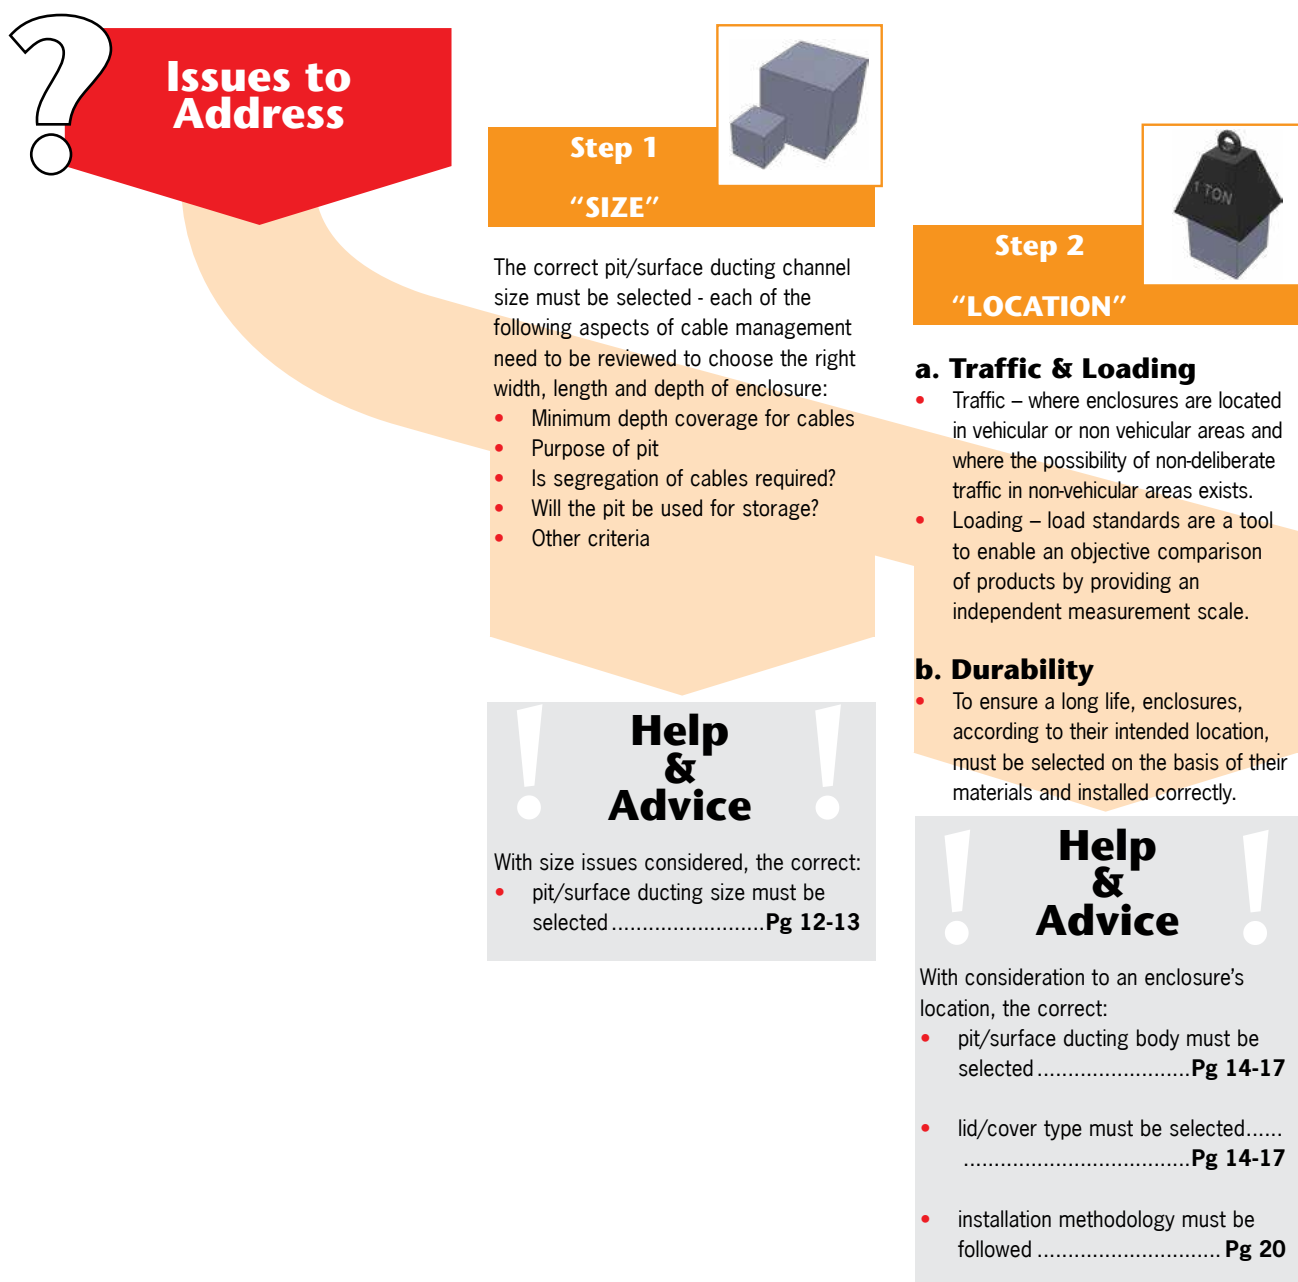 ?
Issues to
Address
Step 1
“SIZE”
The correct pit/surface ducting channel
size must be selected - each of the
following aspects of cable management
need to be reviewed to choose the right
width, length and depth of enclosure:
• Minimum depth coverage for cables
• Purpose of pit
• Is segregation of cables required?
• Will the pit be used for storage?
• Other criteria
! Help !
&
Advice
With size issues considered, the correct:
• pit/surface ducting size must be
selected.........................Pg 12-13
1 TON
Step 2
“LOCATION”
a. Traffic & Loading
• Traffic – where enclosures are located
in vehicular or non vehicular areas and
where the possibility of non-deliberate
traffic in non-vehicular areas exists.
• Loading – load standards are a tool
to enable an objective comparison
of products by providing an
independent measurement scale.
b. Durability
• To ensure a long life, enclosures,
according to their intended location,
must be selected on the basis of their
materials and installed correctly.
! Help !
&
Advice
With consideration to an enclosure’s
location, the correct:
• pit/surface ducting body must be
selected.........................Pg 14-17
• lid/cover type must be selected......
.....................................Pg 14-17
• installation methodology must be
followed .............................. Pg 20